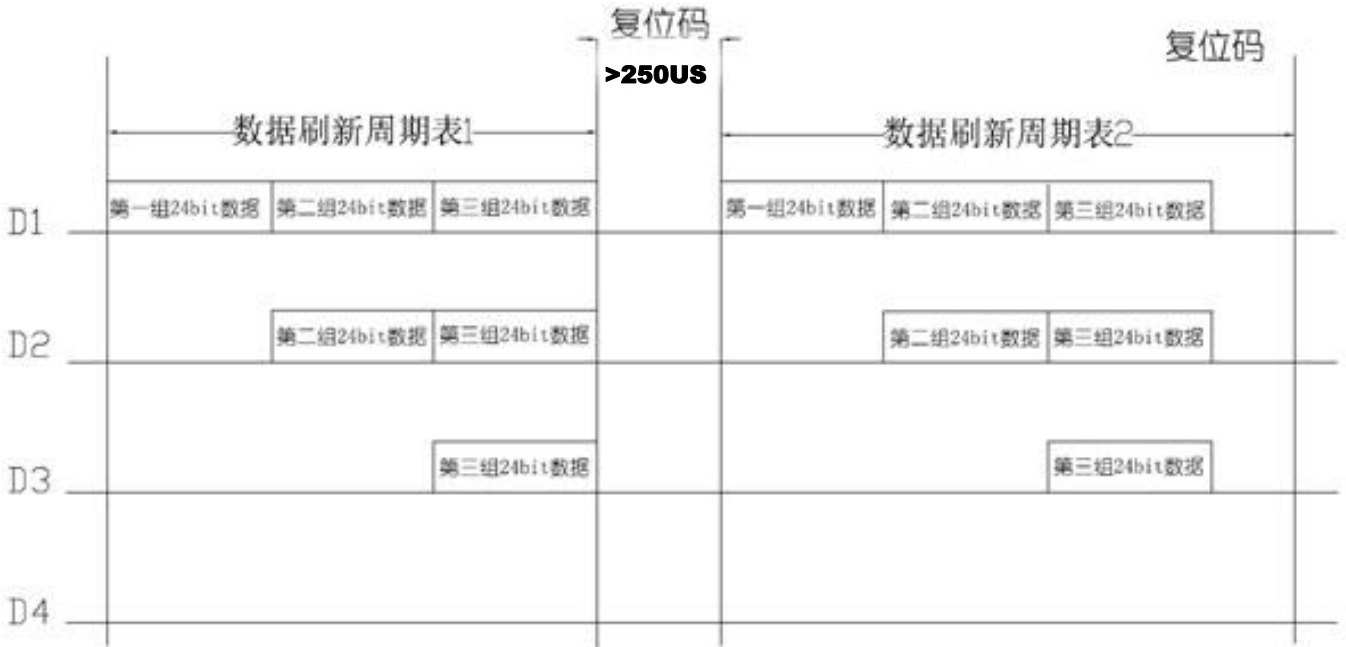 复位码
复位码
>250US
数据刷新周期表1
数据刷新周期表2
D1
第一组24bit数据
第二组24bit数据
第三组24bit数据
第一组24bit数据
第二组24bit数据
第三组24bit数据
D2
第二组24bit数据
第三组24bit数据
第二组24bit数据
第三组24bit数据
D3
第三组24bit数据
第三组24bit数据
D4